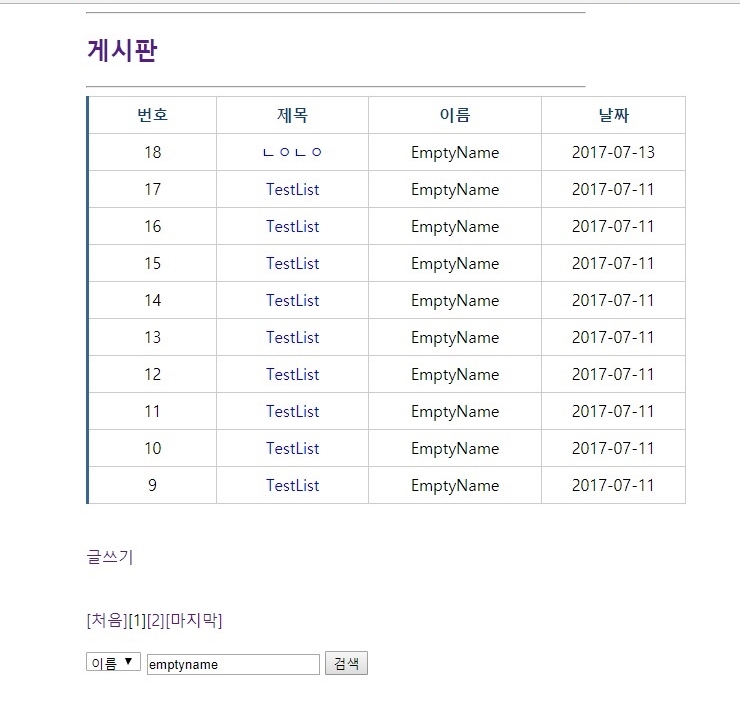 게시판
번호 제목 이름 날짜
18 ㄴㅇㄴㅇ EmptyName 2017-07-13
17 TestList EmptyName 2017-07-11
16 TestList EmptyName 2017-07-11
15 TestList EmptyName 2017-07-11
14 TestList EmptyName 2017-07-11
13 TestList EmptyName 2017-07-11
12 TestList EmptyName 2017-07-11
11 TestList EmptyName 2017-07-11
10 TestList EmptyName 2017-07-11
9 TestList EmptyName 2017-07-11
글쓰기
[처음][1][2][마지막]
이름 ▼ emptyname 검색